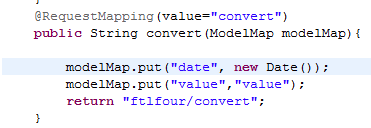 @RequestMapping(value="convert")
public String convert(ModelMap modelMap){
modelMap.put("date", new Date());
modelMap.put("value","value");
return "ftlfour/convert";
}